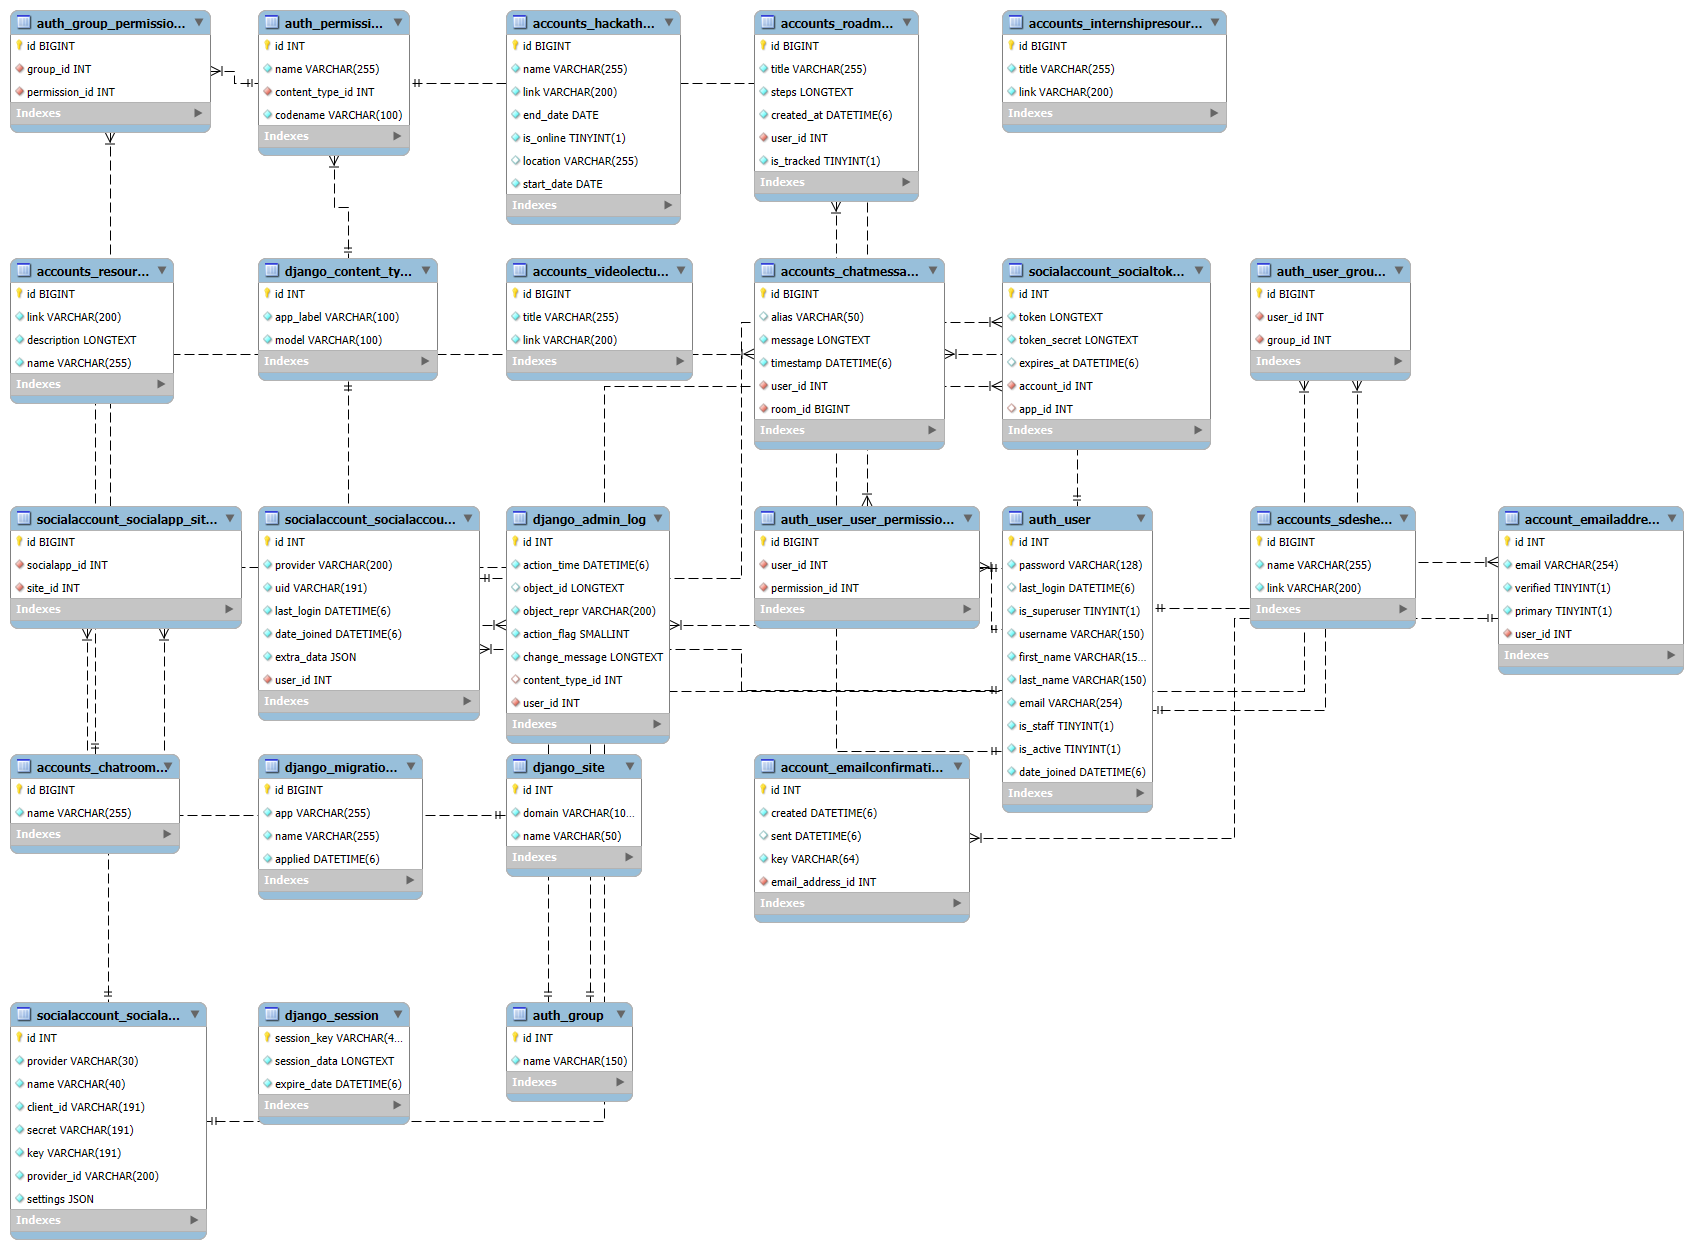 auth_group_permissio...
id BIGINT
group_id INT
permission_id INT
Indexes
auth_permissi...
id INT
name VARCHAR(255)
content_type_id INT
codename VARCHAR(100)
Indexes
accounts_hackath...
id BIGINT
name VARCHAR(255)
link VARCHAR(200)
end_date DATE
is_online TINYINT(1)
location VARCHAR(255)
start_date DATE
Indexes
accounts_roadm...
id BIGINT
title VARCHAR(255)
steps LONGTEXT
created_at DATETIME(6)
user_id INT
is_tracked TINYINT(1)
Indexes
accounts_internshipresour...
id BIGINT
title VARCHAR(255)
link VARCHAR(200)
Indexes
accounts_resour...
id BIGINT
link VARCHAR(200)
description LONGTEXT
name VARCHAR(255)
Indexes
django_content_ty...
id INT
app_label VARCHAR(100)
model VARCHAR(100)
Indexes
accounts_videolectu...
id BIGINT
title VARCHAR(255)
link VARCHAR(200)
Indexes
accounts_chatmessa...
id BIGINT
alias VARCHAR(50)
message LONGTEXT
timestamp DATETIME(6)
user_id INT
room_id BIGINT
Indexes
socialaccount_socialtok...
id INT
token LONGTEXT
token_secret LONGTEXT
expires_at DATETIME(6)
account_id INT
app_id INT
Indexes
auth_user_grou...
id BIGINT
user_id INT
group_id INT
Indexes
socialaccount_socialapp_sit...
id BIGINT
socialapp_id INT
site_id INT
Indexes
socialaccount_socialaccou...
id INT
provider VARCHAR(200)
uid VARCHAR(191)
last_login DATETIME(6)
date_joined DATETIME(6)
extra_data JSON
user_id INT
Indexes
django_admin_log
id INT
action_time DATETIME(6)
object_id LONGTEXT
object_repr VARCHAR(200)
action_flag SMALLINT
change_message LONGTEXT
content_type_id INT
user_id INT
Indexes
auth_user_user_permissio...
id BIGINT
user_id INT
permission_id INT
Indexes
auth_user
id INT
password VARCHAR(128)
last_login DATETIME(6)
is_superuser TINYINT(1)
username VARCHAR(150)
first_name VARCHAR(15...
last_name VARCHAR(150)
email VARCHAR(254)
is_staff TINYINT(1)
is_active TINYINT(1)
date_joined DATETIME(6)
Indexes
accounts_sdeshe...
id BIGINT
name VARCHAR(255)
link VARCHAR(200)
Indexes
account_emailaddre...
id INT
email VARCHAR(254)
verified TINYINT(1)
primary TINYINT(1)
user_id INT
Indexes
accounts_chatroom...
id BIGINT
name VARCHAR(255)
Indexes
django_migratio...
id BIGINT
app VARCHAR(255)
name VARCHAR(255)
applied DATETIME(6)
Indexes
django_site
id INT
domain VARCHAR(10...
name VARCHAR(50)
Indexes
account_emailconfirmati...
id INT
created DATETIME(6)
sent DATETIME(6)
key VARCHAR(64)
email_address_id INT
Indexes
socialaccount_sociala...
id INT
provider VARCHAR(30)
name VARCHAR(40)
client_id VARCHAR(191)
secret VARCHAR(191)
key VARCHAR(191)
provider_id VARCHAR(200)
settings JSON
Indexes
django_session
session_key VARCHAR(4...
session_data LONGTEXT
expire_date DATETIME(6)
Indexes
auth_group
id INT
name VARCHAR(150)
Indexes